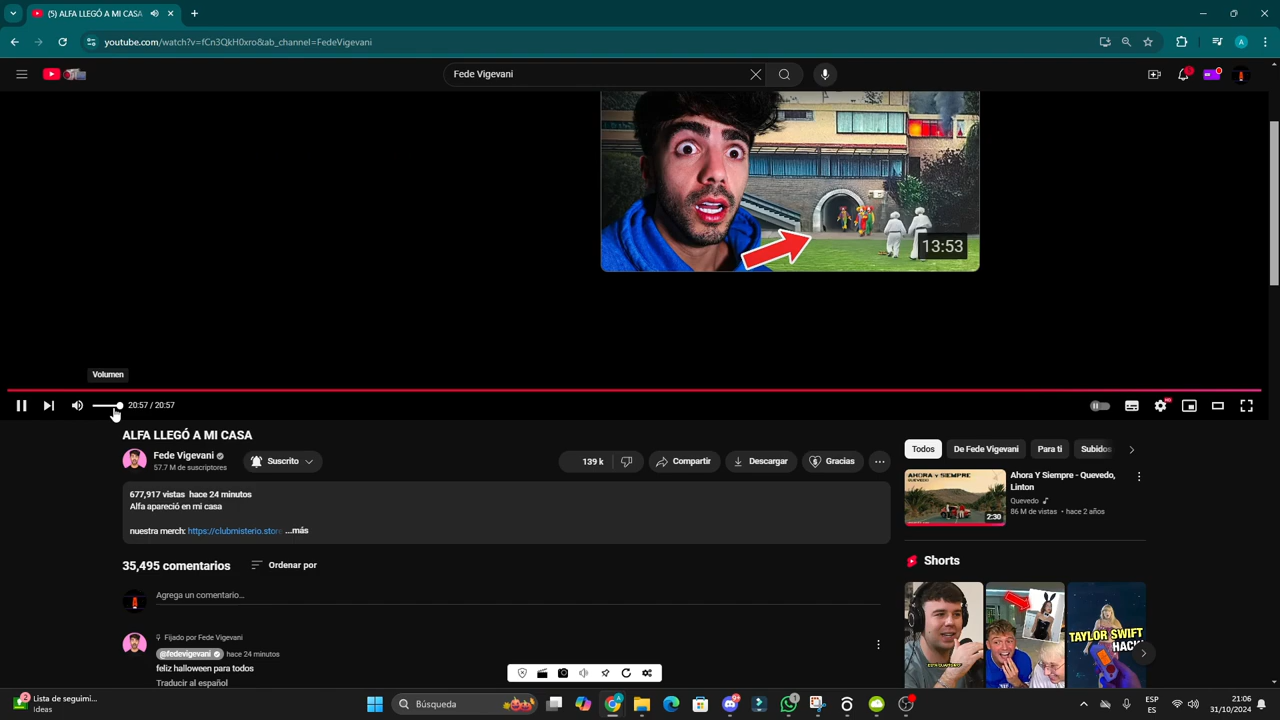 (5) ALFA LLEGÓ A MI CASA
youtube.com/watch?v=fCn3QkH0xro&ab_channel=FedeVigevani
A
Fede Vigevani
13:53
Volumen
20:57 / 20:57
ALFA LLEGÓ A MI CASA
Fede Vigevani
57.7 M de suscriptores
Suscrito
139 k
Compartir
Descargar
Gracias
677,917 vistas hace 24 minutos
Alfa apareció en mi casa
nuestra merch: https://clubmisterio.store ...más
35,495 comentarios
Ordenar por
Agrega un comentario...
Fijado por Fede Vigevani
@fedevigevani hace 24 minutos
feliz halloween para todos
Traducir al español
Todos
De Fede Vigevani
Para ti
Subidos
AHORA Y SIEMPRE
QUEVEDO
2:30
Ahora Y Siempre - Quevedo,
Linton
Quevedo
86 M de vistas • hace 2 años
Shorts
TAYLOR SWIFT
HAC
2
Lista de seguimi...
Ideas
Búsqueda
A
9+
1
ESP
ES
21:06
31/10/2024